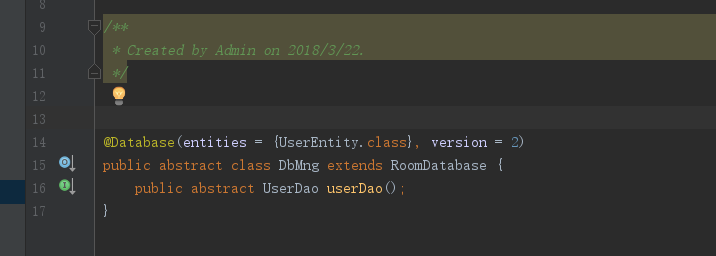 8
9 /**
10 * Created by Admin on 2018/3/22.
11 */
12
13
14 @Database(entities = {UserEntity.class}, version = 2)
15 public abstract class DbMng extends RoomDatabase {
16 public abstract UserDao userDao();
17 }